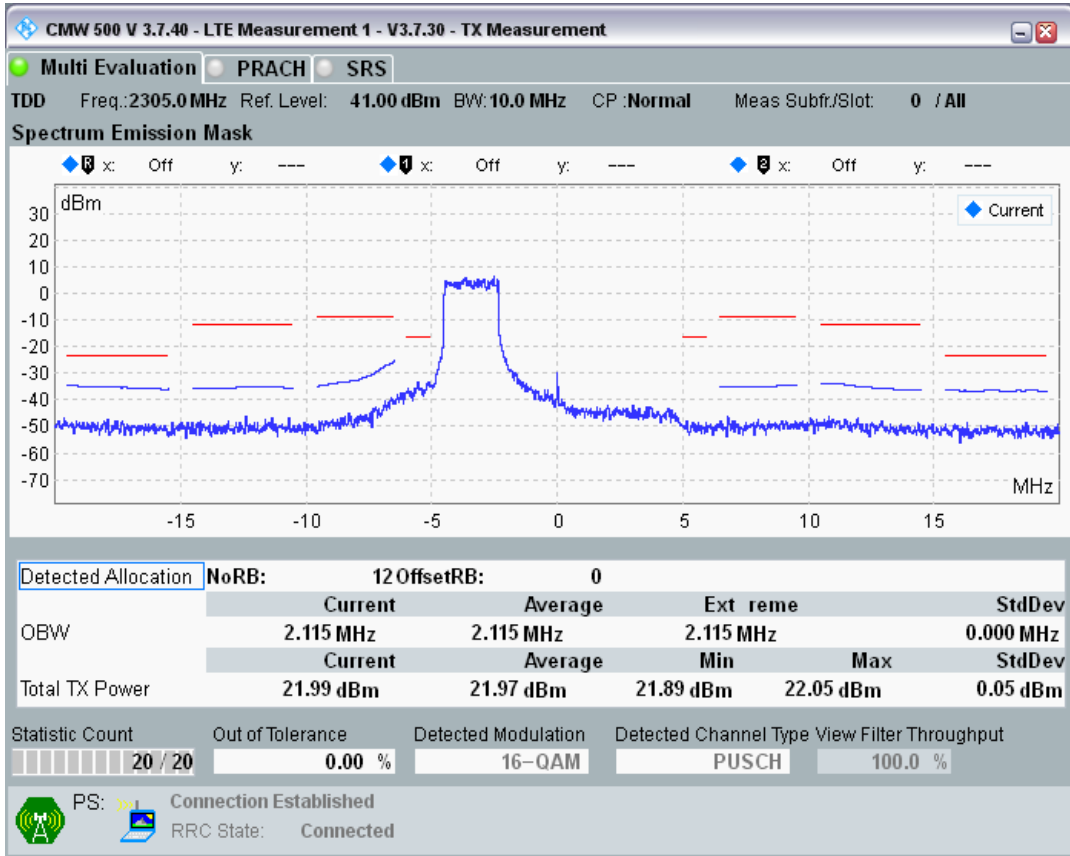 CMW 500 V 3.7.40 - LTE Measurement 1 - V3.7.30 - TX Measurement
Multi Evaluation PRACH SRS
TDD Freq.:2305.0 MHz Ref. Level: 41.00 dBm BW:10.0 MHz CP :Normal Meas Subfr./Slot: 0 / All
Spectrum Emission Mask
R x: Off y: --- 1 x: Off y: --- 2 x: Off y: ---
dBm
Current
30
20
10
0
-10
-20
-30
-40
-50
-60
-70
MHz
-15 -10 -5 0 5 10 15
Detected Allocation NoRB: 12 OffsetRB: 0
Current Average Ext reme StdDev
OBW 2.115 MHz 2.115 MHz 2.115 MHz 0.000 MHz
Current Average Min Max StdDev
Total TX Power 21.99 dBm 21.97 dBm 21.89 dBm 22.05 dBm 0.05 dBm
Statistic Count Out of Tolerance Detected Modulation Detected Channel Type View Filter Throughput
20 / 20 0.00 % 16-QAM PUSCH 100.0 %
PS: Connection Established
RRC State: Connected